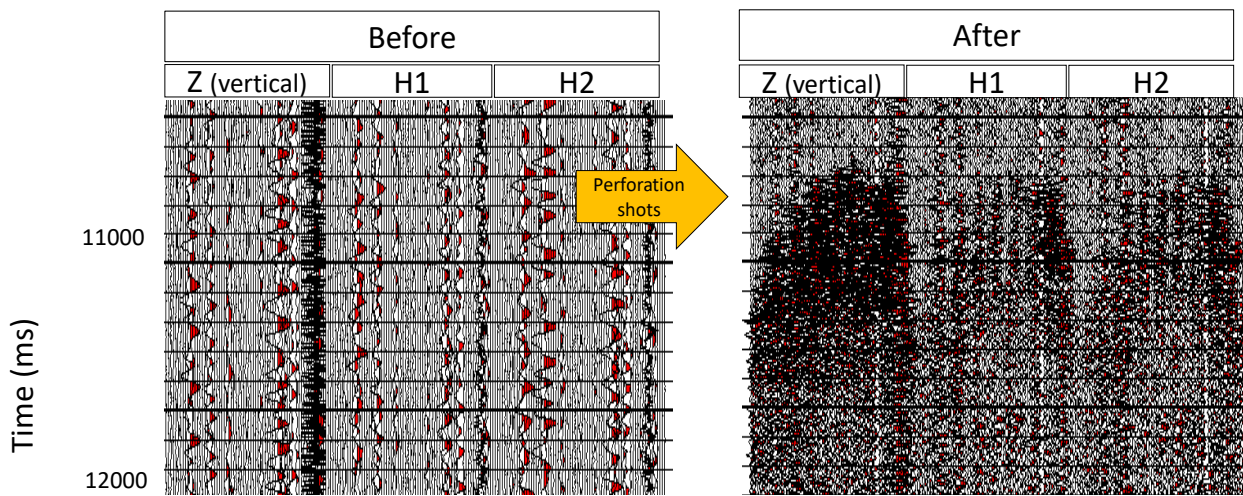 Before
After
Z (vertical)
H1
H2
Z (vertical)
H1
H2
Perforation
shots
11000
Time (ms)
12000